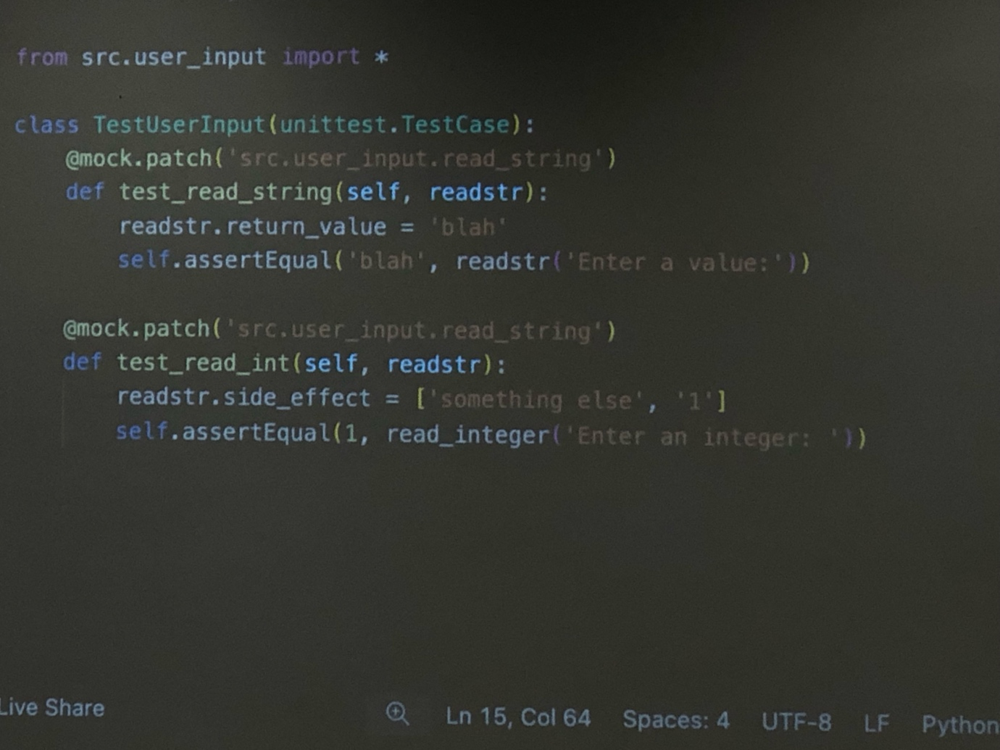 from src.user_input import *
class TestUserInput(unittest.TestCase):
@mock.patch('src.user_input.read_string')
def test_read_string(self, readstr):
readstr.return_value = 'blah'
self.assertEqual('blah', readstr('Enter a value:'))
@mock.patch('src.user_input.read_string')
def test_read_int(self, readstr):
readstr.side_effect = ['something else', '1']
self.assertEqual(1, read_integer('Enter an integer: '))
Live Share Ln 15, Col 64 Spaces: 4 UTF-8 LF Python